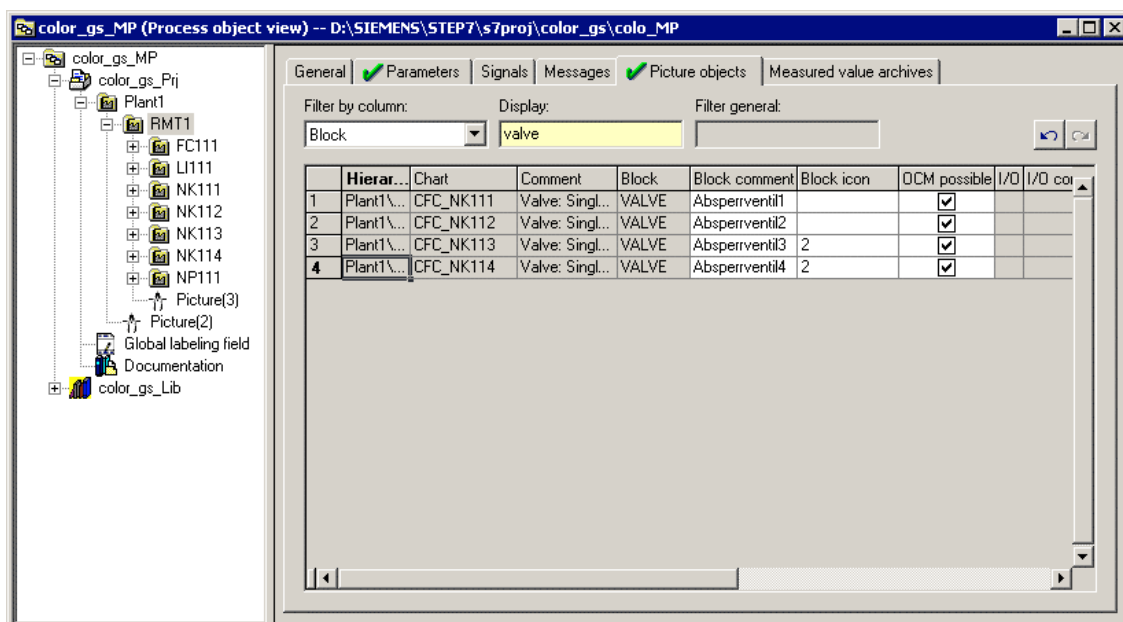 color_gs_MP (Process object view) -- D:\SIEMENS\STEP7\s7proj\color_gs\colo_MP
color_gs_MP
color_gs_Prj
Plant1
RMT1
FC111
LI111
NK111
NK112
NK113
NK114
NP111
Picture(3)
Picture(2)
Global labeling field
Documentation
color_gs_Lib
General Parameters Signals Messages Picture objects Measured value archives
Filter by column: Display: Filter general:
Block valve
Hierar... Chart Comment Block Block comment Block icon OCM possible I/O I/O cor
1 Plant1\... CFC_NK111 Valve: Singl... VALVE Absperrventil1
2 Plant1\... CFC_NK112 Valve: Singl... VALVE Absperrventil2
3 Plant1\... CFC_NK113 Valve: Singl... VALVE Absperrventil3 2
4 Plant1\... CFC_NK114 Valve: Singl... VALVE Absperrventil4 2